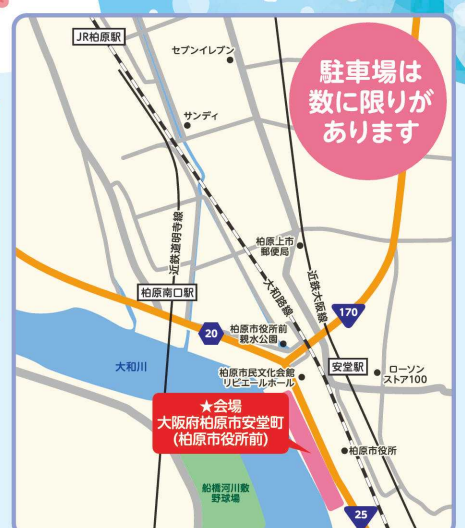 JR柏原駅
セブンイレブン
駐車場は
数に限りが
あります
サンディ
近鉄道明寺線
柏原上市
郵便局
大和路線
近鉄大阪線
柏原南口駅
170
20
柏原市役所前
親水公園
安堂駅
大和川
柏原市民文化会館
リビエールホール
ローソン
ストア100
★会場
大阪府柏原市安堂町
(柏原市役所前)
柏原市役所
船橋河川敷
野球場
25